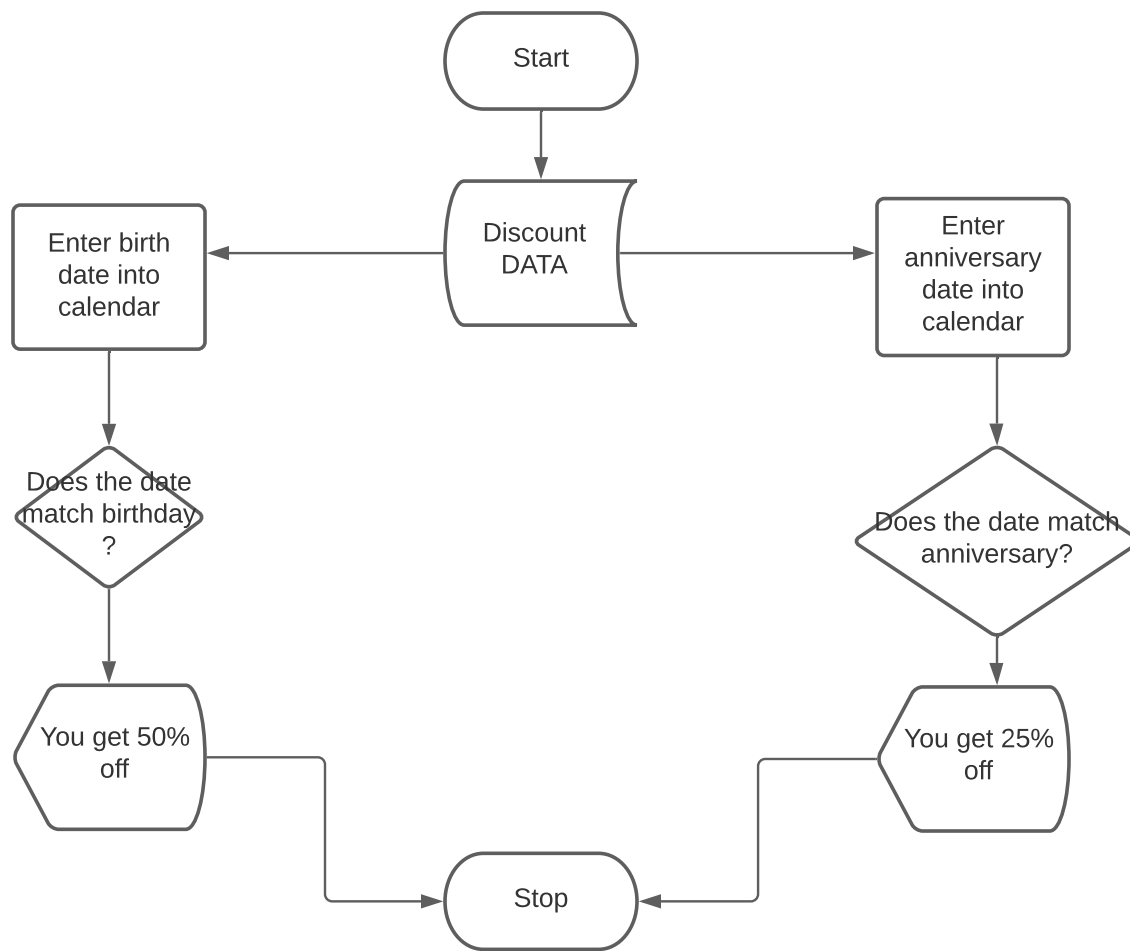 Start
Discount
DATA
Enter birth
date into
calendar
Enter
anniversary
date into
calendar
Does the date
match birthday
?
Does the date match
anniversary?
You get 50%
off
You get 25%
off
Stop